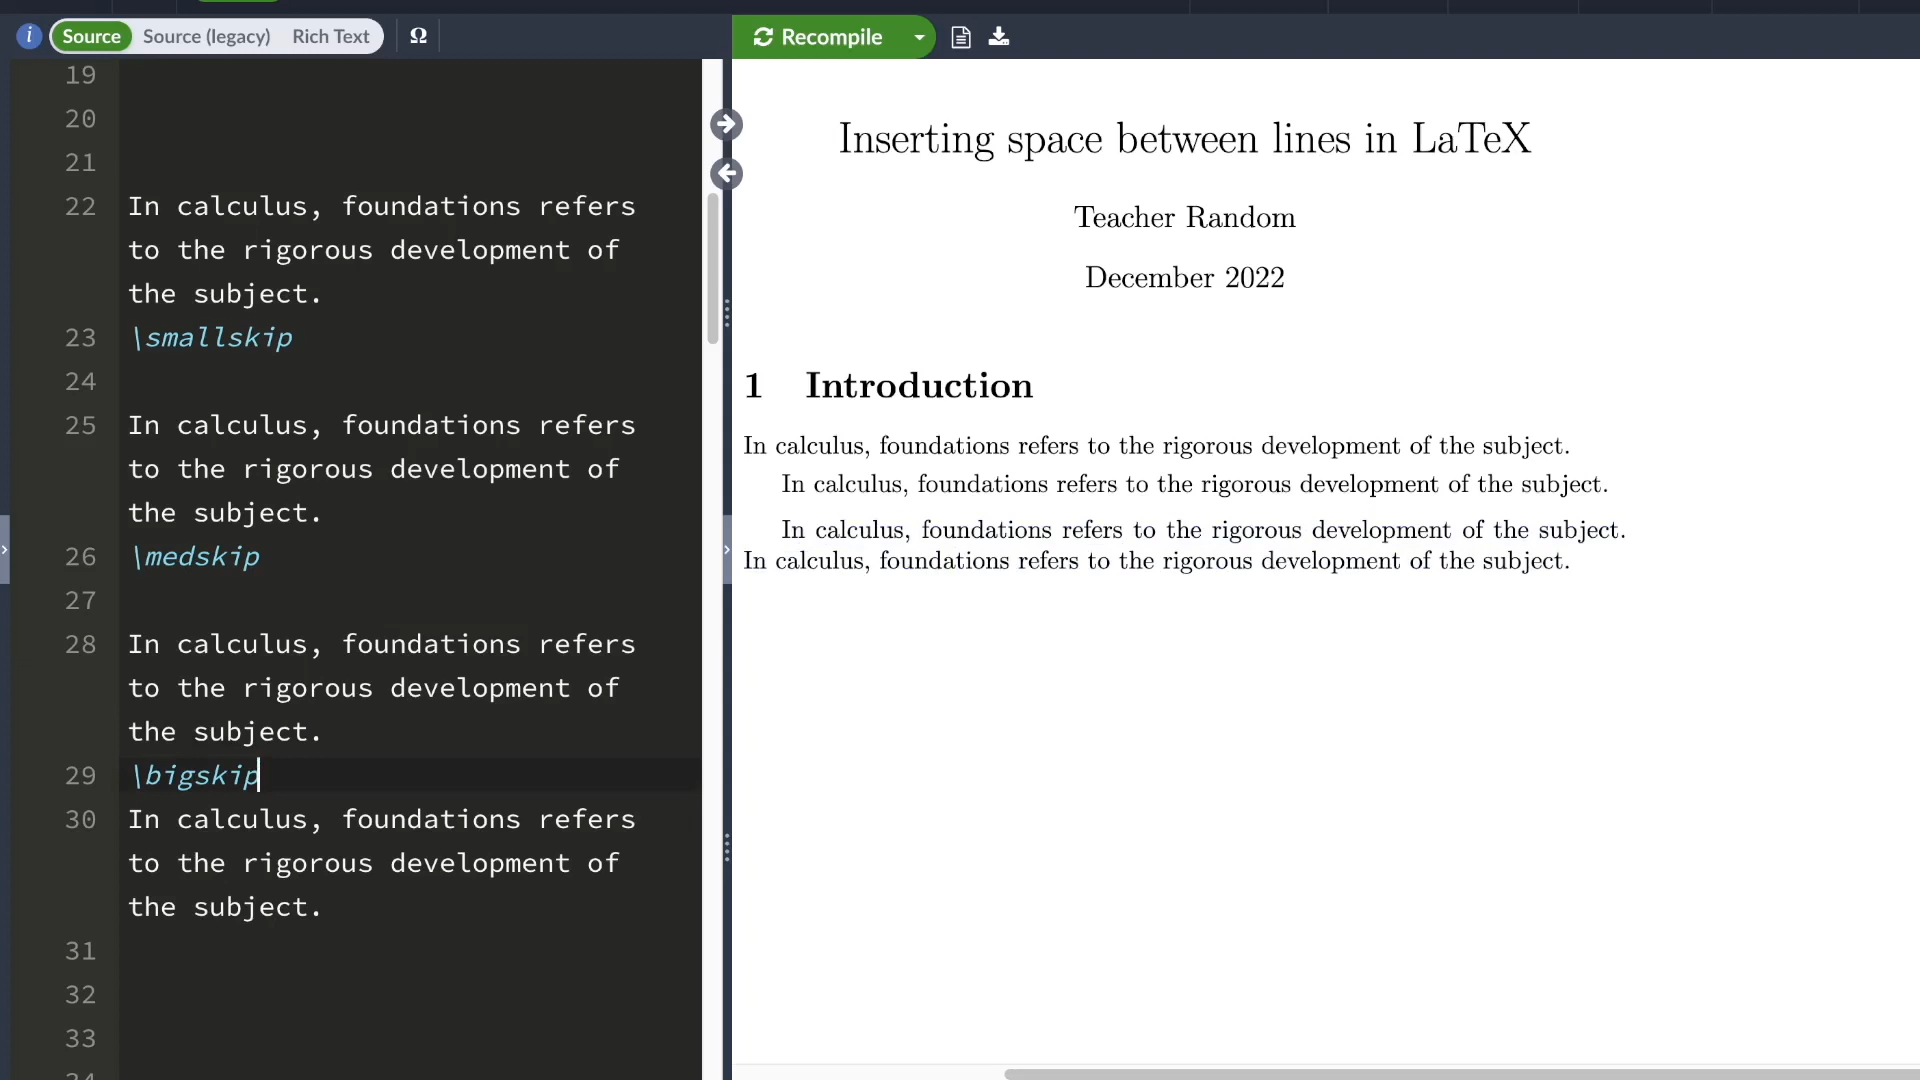 Source Source (legacy) Rich Text Ω
Recompile
19
20
21
22 In calculus, foundations refers
to the rigorous development of
the subject.
23 \smallskip
24
25 In calculus, foundations refers
to the rigorous development of
the subject.
26 \medskip
27
28 In calculus, foundations refers
to the rigorous development of
the subject.
29 \bigskip
30 In calculus, foundations refers
to the rigorous development of
the subject.
31
32
33
34
Inserting space between lines in LaTeX
Teacher Random
December 2022
1 Introduction
In calculus, foundations refers to the rigorous development of the subject.
In calculus, foundations refers to the rigorous development of the subject.
In calculus, foundations refers to the rigorous development of the subject.
In calculus, foundations refers to the rigorous development of the subject.